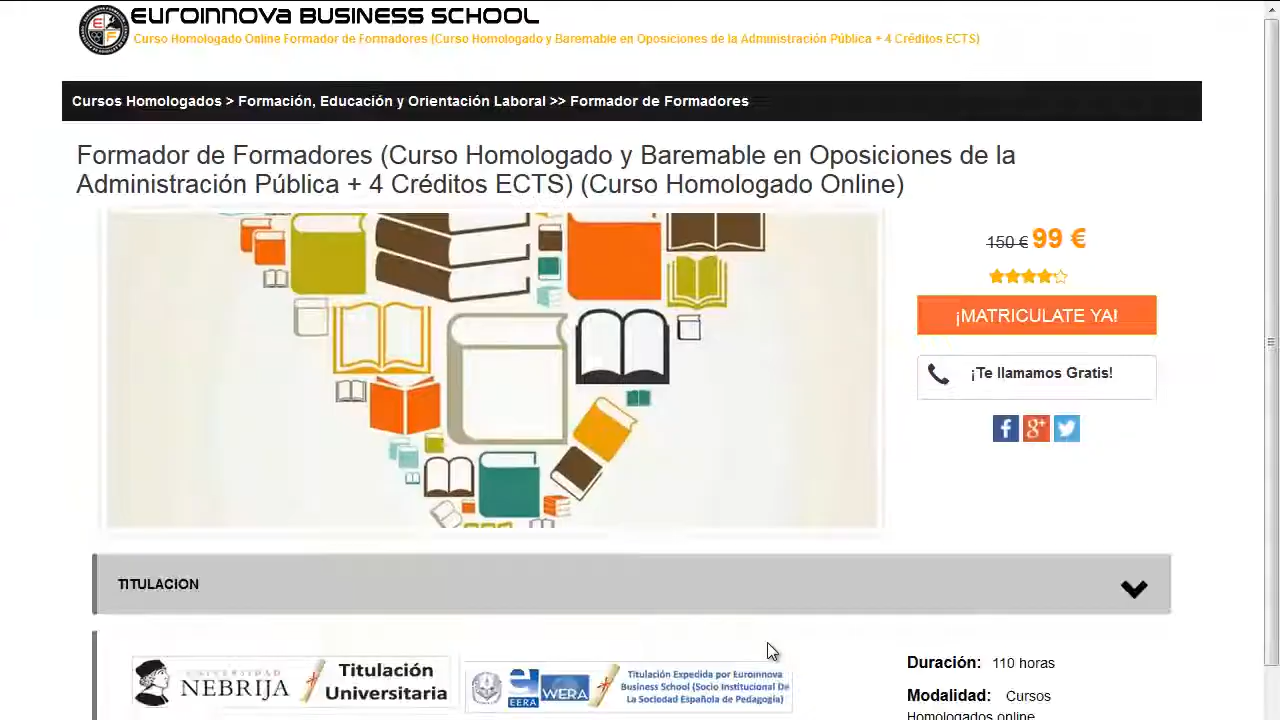 EUROINNOVA BUSINESS SCHOOL
Curso Homologado Online Formador de Formadores (Curso Homologado y Baremable en Oposiciones de la Administración Pública + 4 Créditos ECTS)
Cursos Homologados > Formación, Educación y Orientación Laboral >> Formador de Formadores
Formador de Formadores (Curso Homologado y Baremable en Oposiciones de la
Administración Pública + 4 Créditos ECTS) (Curso Homologado Online)
150 € 99 €
¡MATRICULATE YA!
¡Te llamamos Gratis!
TITULACION
UNIVERSIDAD
NEBRIJA
Titulación
Universitaria
EERA
WERA
Titulación Expedida por Euroinnova
Business School (Socio Institucional De
La Sociedad Española de Pedagogía)
Duración: 110 horas
Modalidad: Cursos
Homologados online